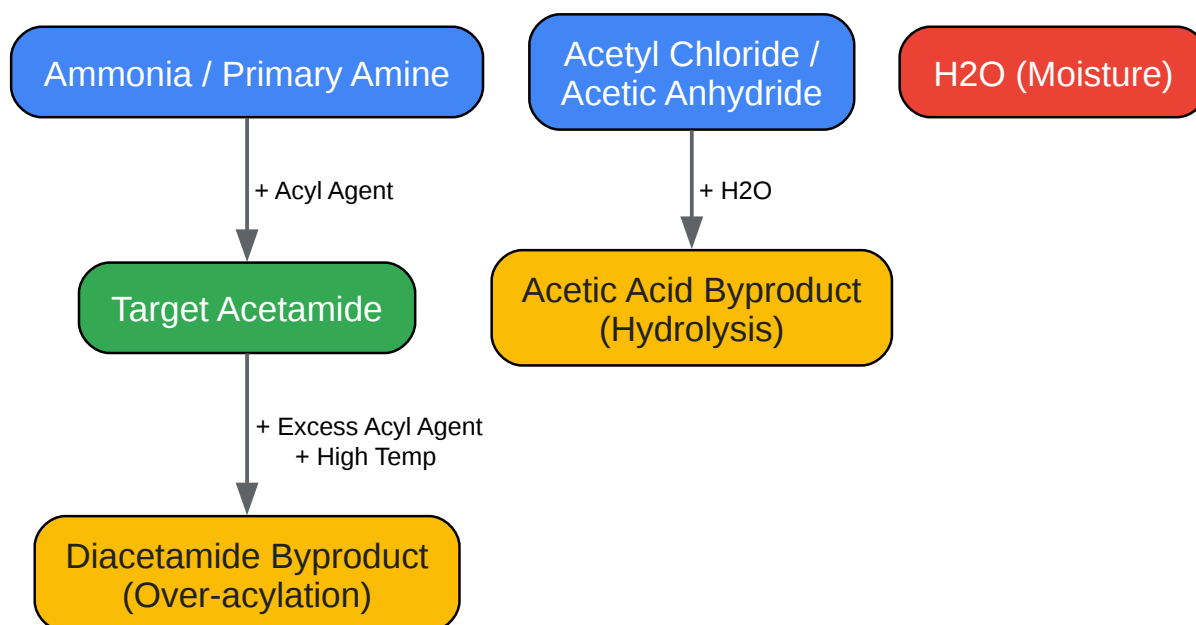 Ammonia / Primary Amine
Acetyl Chloride /
Acetic Anhydride
H2O (Moisture)
+ Acyl Agent
+ H2O
Target Acetamide
Acetic Acid Byproduct
(Hydrolysis)
+ Excess Acyl Agent
+ High Temp
Diacetamide Byproduct
(Over-acylation)